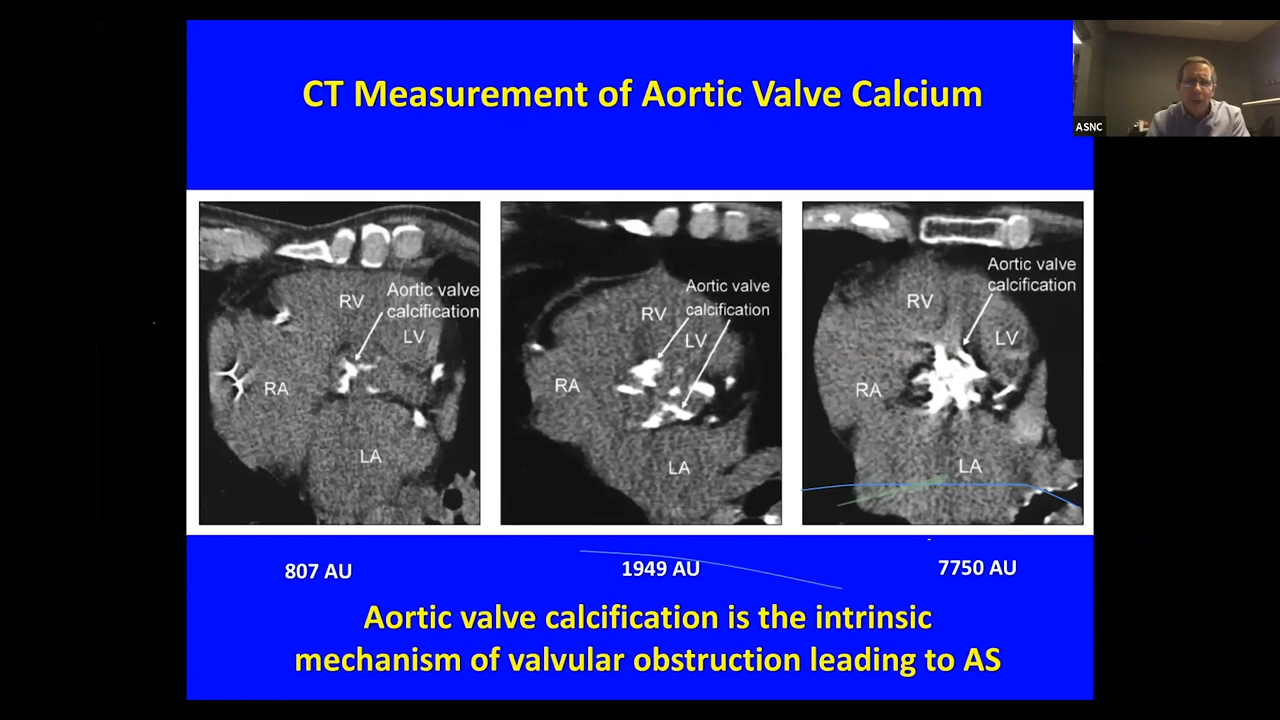 CT Measurement of Aortic Valve Calcium
ASNC
Aortic valve
calcification
RV
LV
RA
LA
Aortic valve
calcification
RV
LV
RA
LA
Aortic valve
calcification
RV
LV
RA
LA
807 AU
1949 AU
7750 AU
Aortic valve calcification is the intrinsic
mechanism of valvular obstruction leading to AS